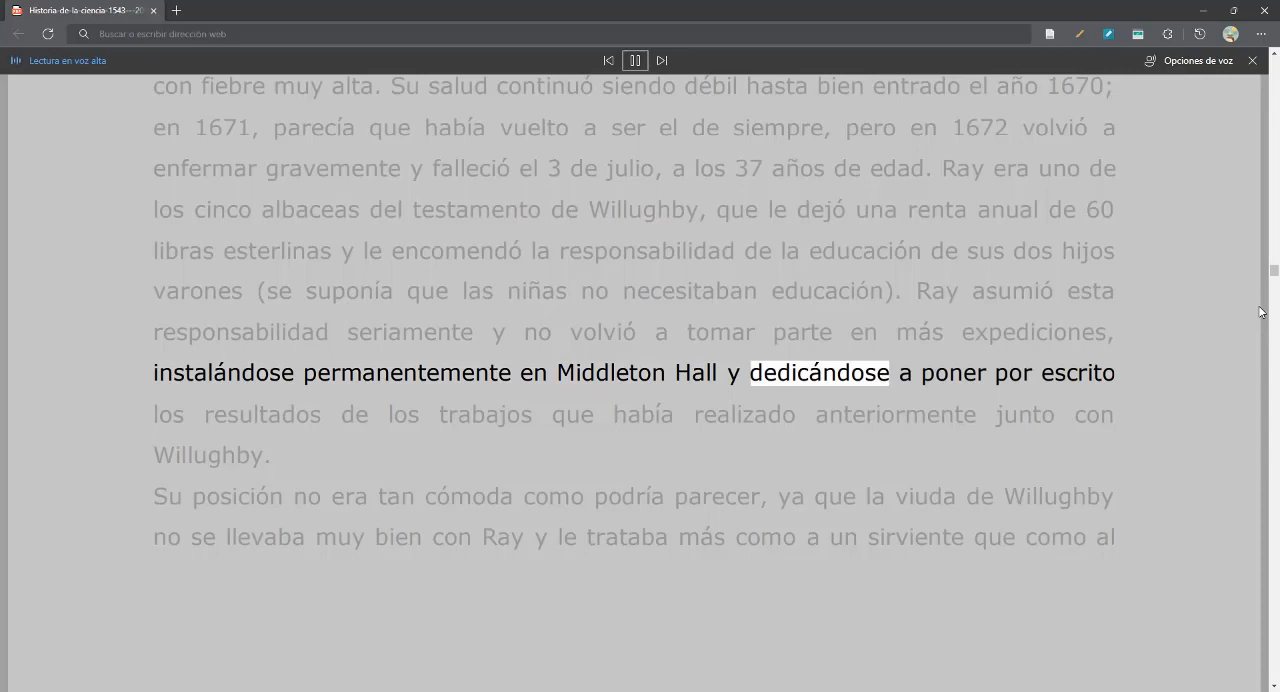 Historia-de-la-ciencia-1543---20
Buscar o escribir dirección web
Lectura en voz alta
Opciones de voz
con fiebre muy alta. Su salud continuó siendo débil hasta bien entrado el año 1670;
en 1671, parecía que había vuelto a ser el de siempre, pero en 1672 volvió a
enfermar gravemente y falleció el 3 de julio, a los 37 años de edad. Ray era uno de
los cinco albaceas del testamento de Willughby, que le dejó una renta anual de 60
libras esterlinas y le encomendó la responsabilidad de la educación de sus dos hijos
varones (se suponía que las niñas no necesitaban educación). Ray asumió esta
responsabilidad seriamente y no volvió a tomar parte en más expediciones,
instalándose permanentemente en Middleton Hall y dedicándose a poner por escrito
los resultados de los trabajos que había realizado anteriormente junto con
Willughby.
Su posición no era tan cómoda como podría parecer, ya que la viuda de Willughby
no se llevaba muy bien con Ray y le trataba más como a un sirviente que como al